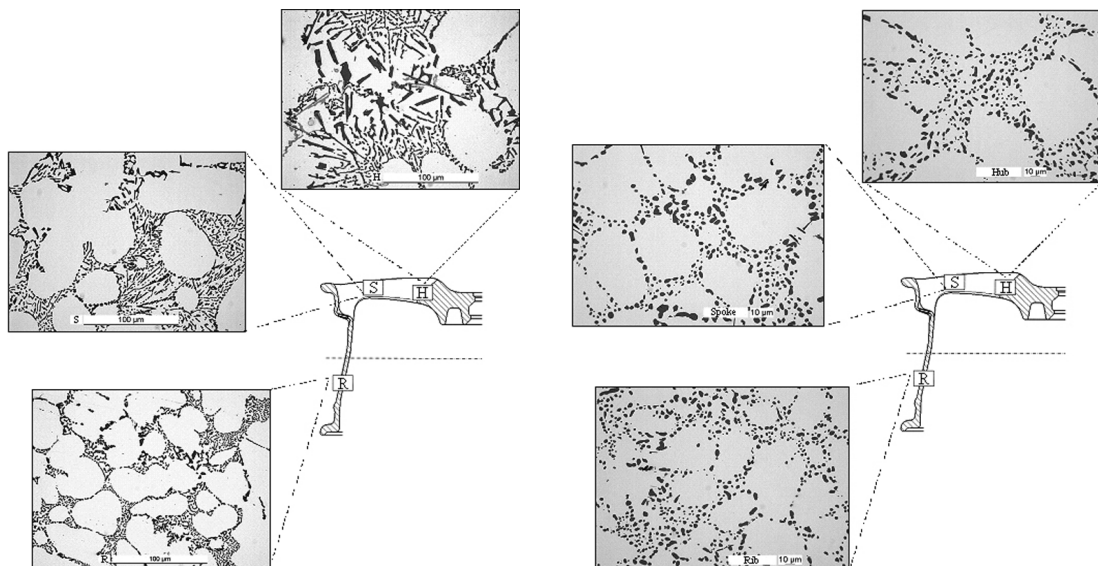 H 100 µm
Hub 10 µm
S 100 µm
Spoke 10 µm
S
H
S
H
R
R
R 100 µm
Rib 10 µm